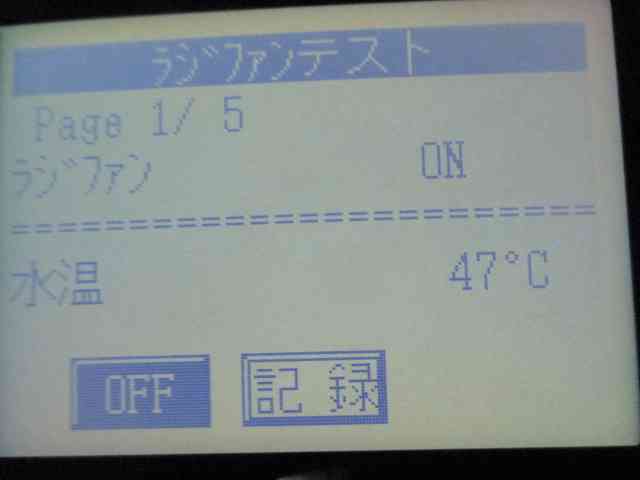 ラジファンテスト
Page 1/ 5
ラジファン ON
==========================
水温 47°C
OFF 記録